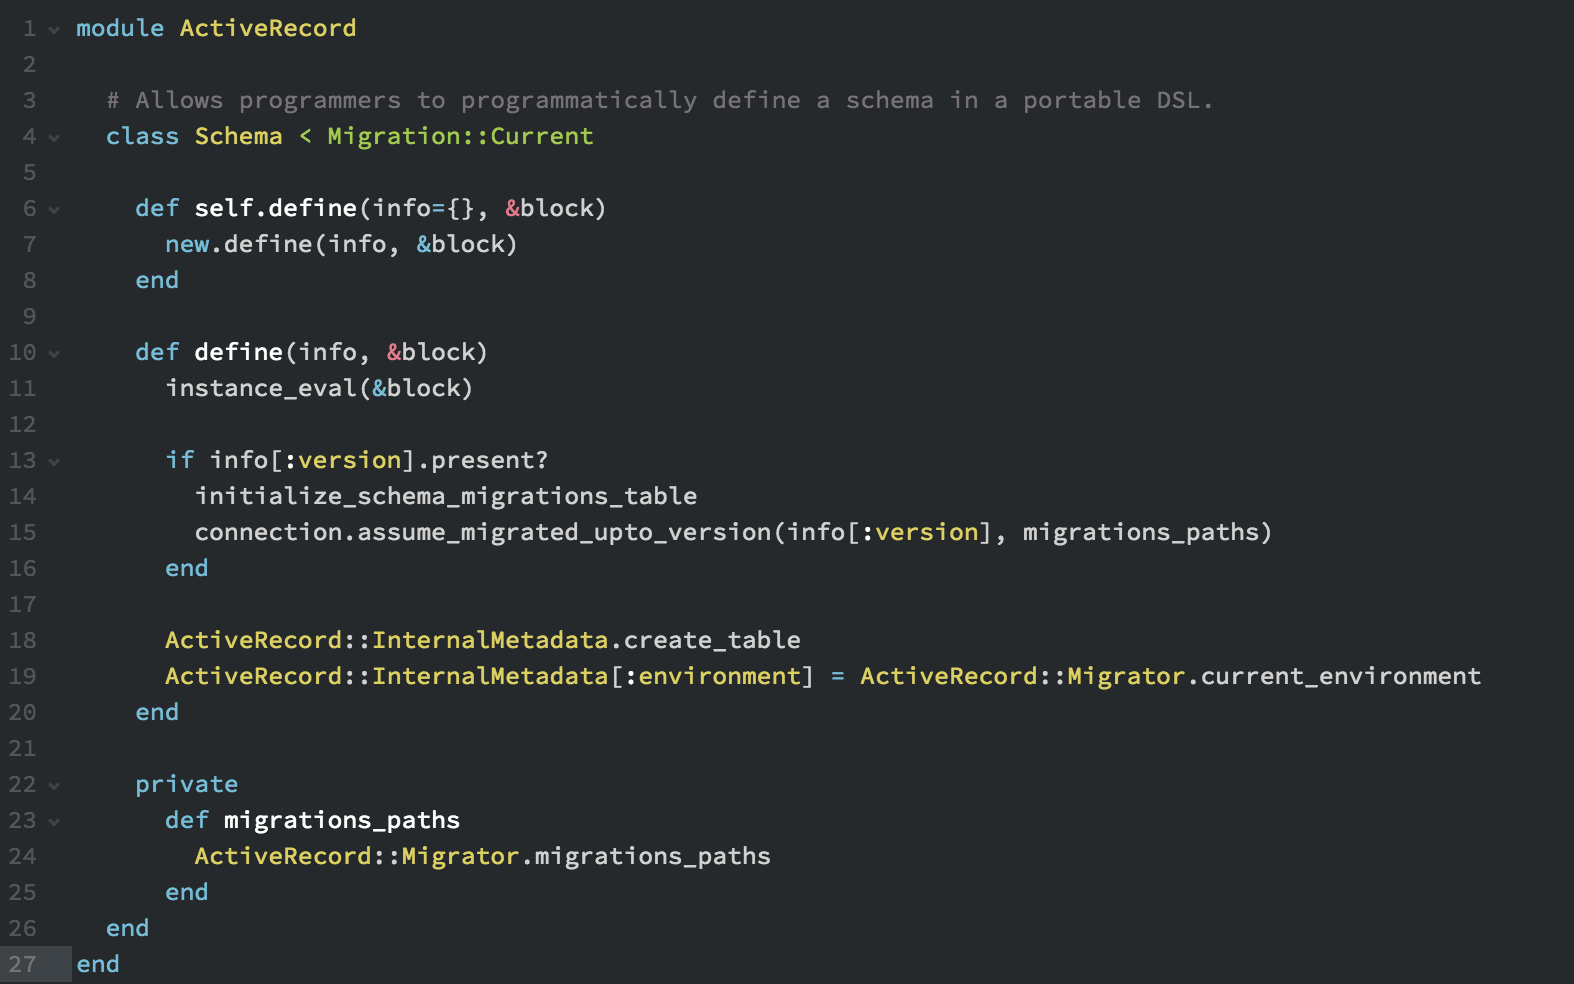 1 module ActiveRecord
2
3   # Allows programmers to programmatically define a schema in a portable DSL.
4   class Schema < Migration::Current
5
6     def self.define(info={}, &block)
7       new.define(info, &block)
8     end
9
10     def define(info, &block)
11       instance_eval(&block)
12
13       if info[:version].present?
14         initialize_schema_migrations_table
15         connection.assume_migrated_upto_version(info[:version], migrations_paths)
16       end
17
18       ActiveRecord::InternalMetadata.create_table
19       ActiveRecord::InternalMetadata[:environment] = ActiveRecord::Migrator.current_environment
20     end
21
22     private
23       def migrations_paths
24         ActiveRecord::Migrator.migrations_paths
25       end
26   end
27 end